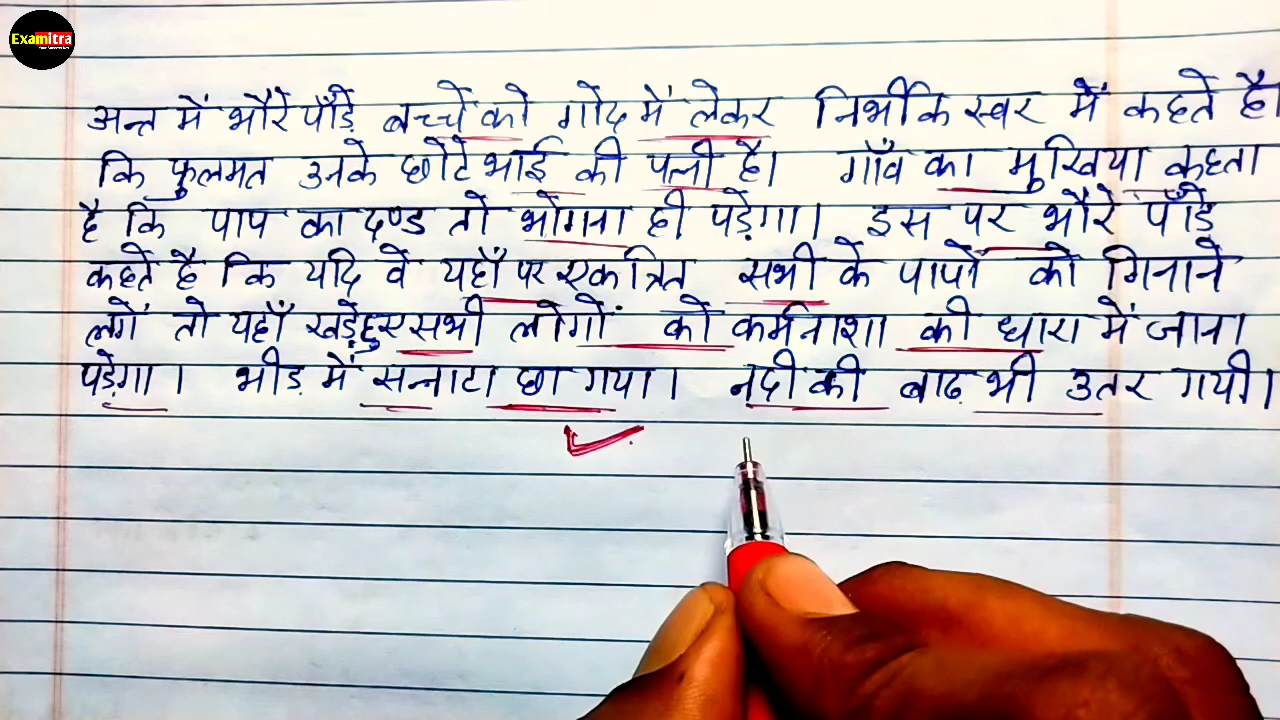 Examitra
अन्त में भौरे पाँड़े बच्चे को गोद में लेकर निर्भीक स्वर में कहते है
कि फुलमत उनके छोटे भाई की पत्नी है। गाँव का मुखिया कहता
है कि पाप का दण्ड तो भोगना ही पड़ेगा। इस पर भौरे पाँड़े
कहते है कि यदि वे यहाँ पर एकत्रित सभी के पापों को गिनाने
लगें तो यहाँ खड़े हुए सभी लोगों को कर्मनाशा की धारा में जाना
पड़ेगा। भीड़ में सन्नाटा छा गया। नदी की बाढ़ भी उतर गयी।